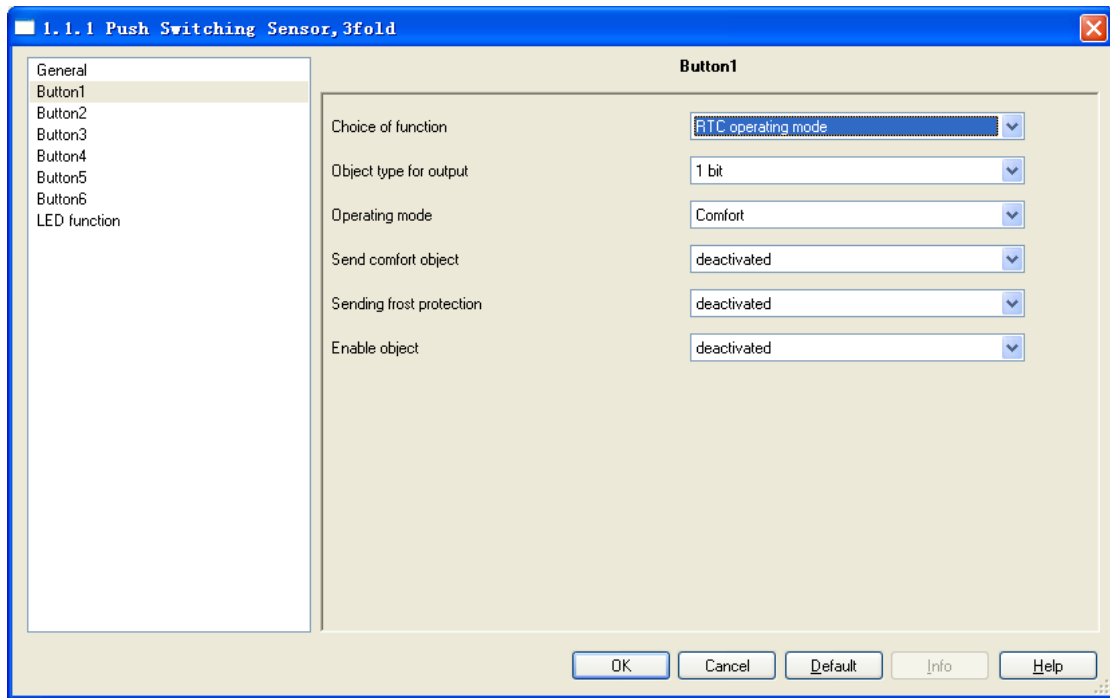 1.1.1 Push Switching Sensor,3fold
General
Button1
Button2
Button3
Button4
Button5
Button6
LED function
Button1
Choice of function RTC operating mode
Object type for output 1 bit
Operating mode Comfort
Send comfort object deactivated
Sending frost protection deactivated
Enable object deactivated
OK Cancel Default Info Help